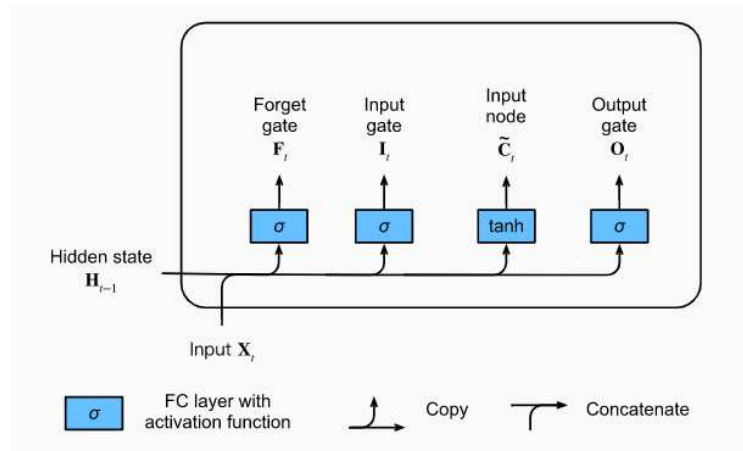 Forget
gate
F_t
Input
gate
I_t
Input
node
C̃_t
Output
gate
O_t
σ
σ
tanh
σ
Hidden state
H_{t-1}
Input X_t
σ
FC layer with
activation function
Copy
Concatenate